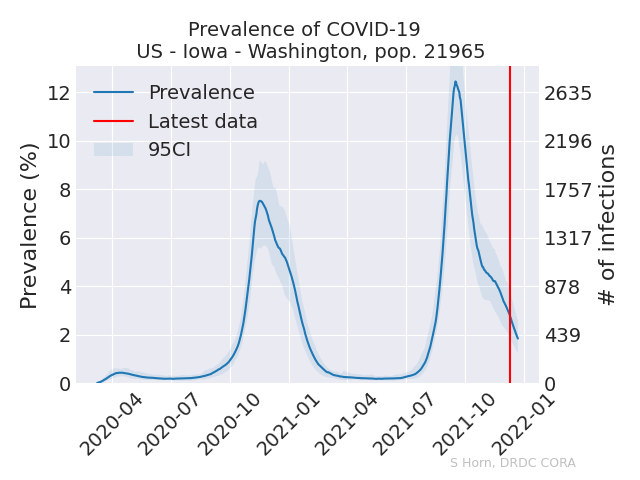 Prevalence of COVID-19
US - Iowa - Washington, pop. 21965
Prevalence (%)
12
10
8
6
4
2
0
Prevalence
Latest data
95CI
2635
2196
1757
1317
878
439
0
# of infections
2020-04
2020-07
2020-10
2021-01
2021-04
2021-07
2021-10
2022-01
S Horn, DRDC CORA